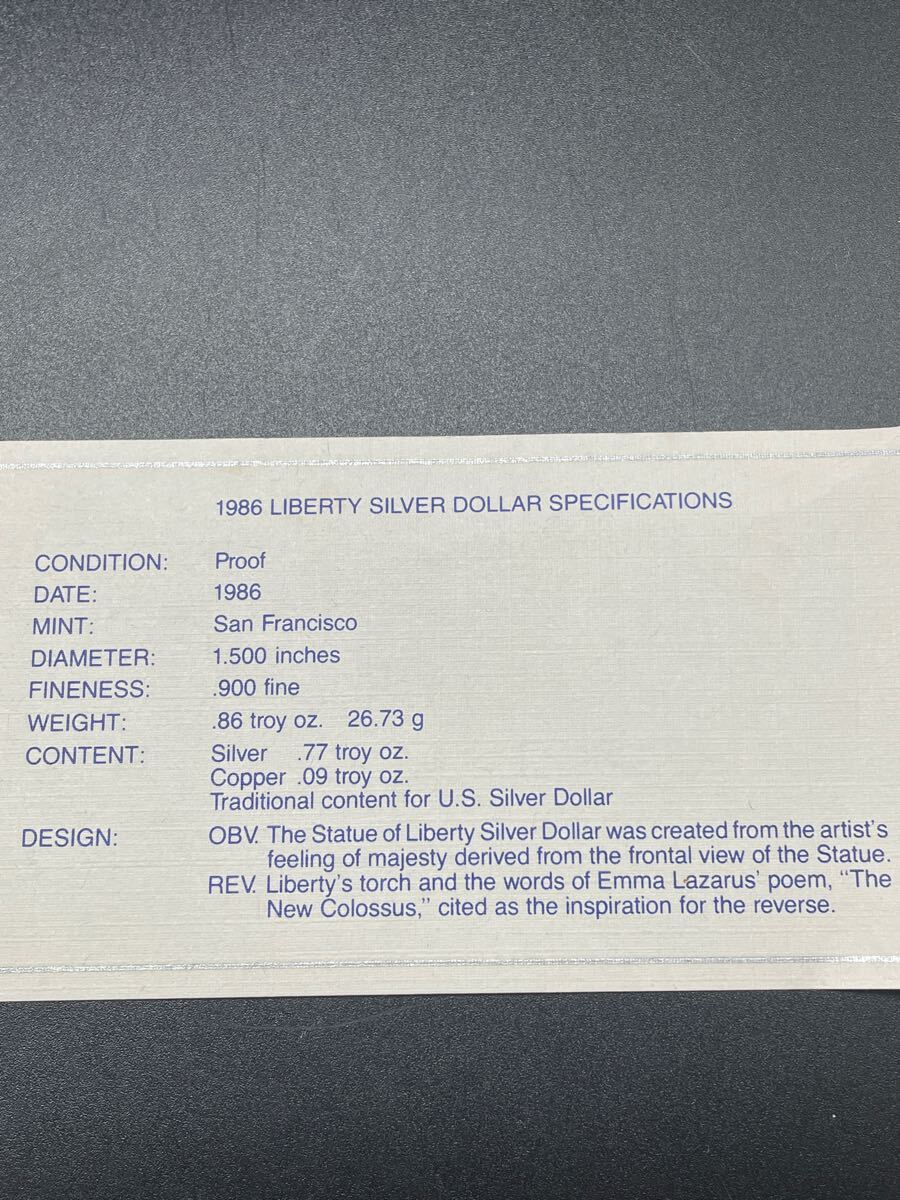 1986 LIBERTY SILVER DOLLAR SPECIFICATIONS
CONDITION: Proof
DATE: 1986
MINT: San Francisco
DIAMETER: 1.500 inches
FINENESS: .900 fine
WEIGHT: .86 troy oz. 26.73 g
CONTENT: Silver .77 troy oz.
Copper .09 troy oz.
Traditional content for U.S. Silver Dollar
DESIGN: OBV. The Statue of Liberty Silver Dollar was created from the artist's
feeling of majesty derived from the frontal view of the Statue.
REV. Liberty's torch and the words of Emma Lazarus' poem, "The
New Colossus," cited as the inspiration for the reverse.